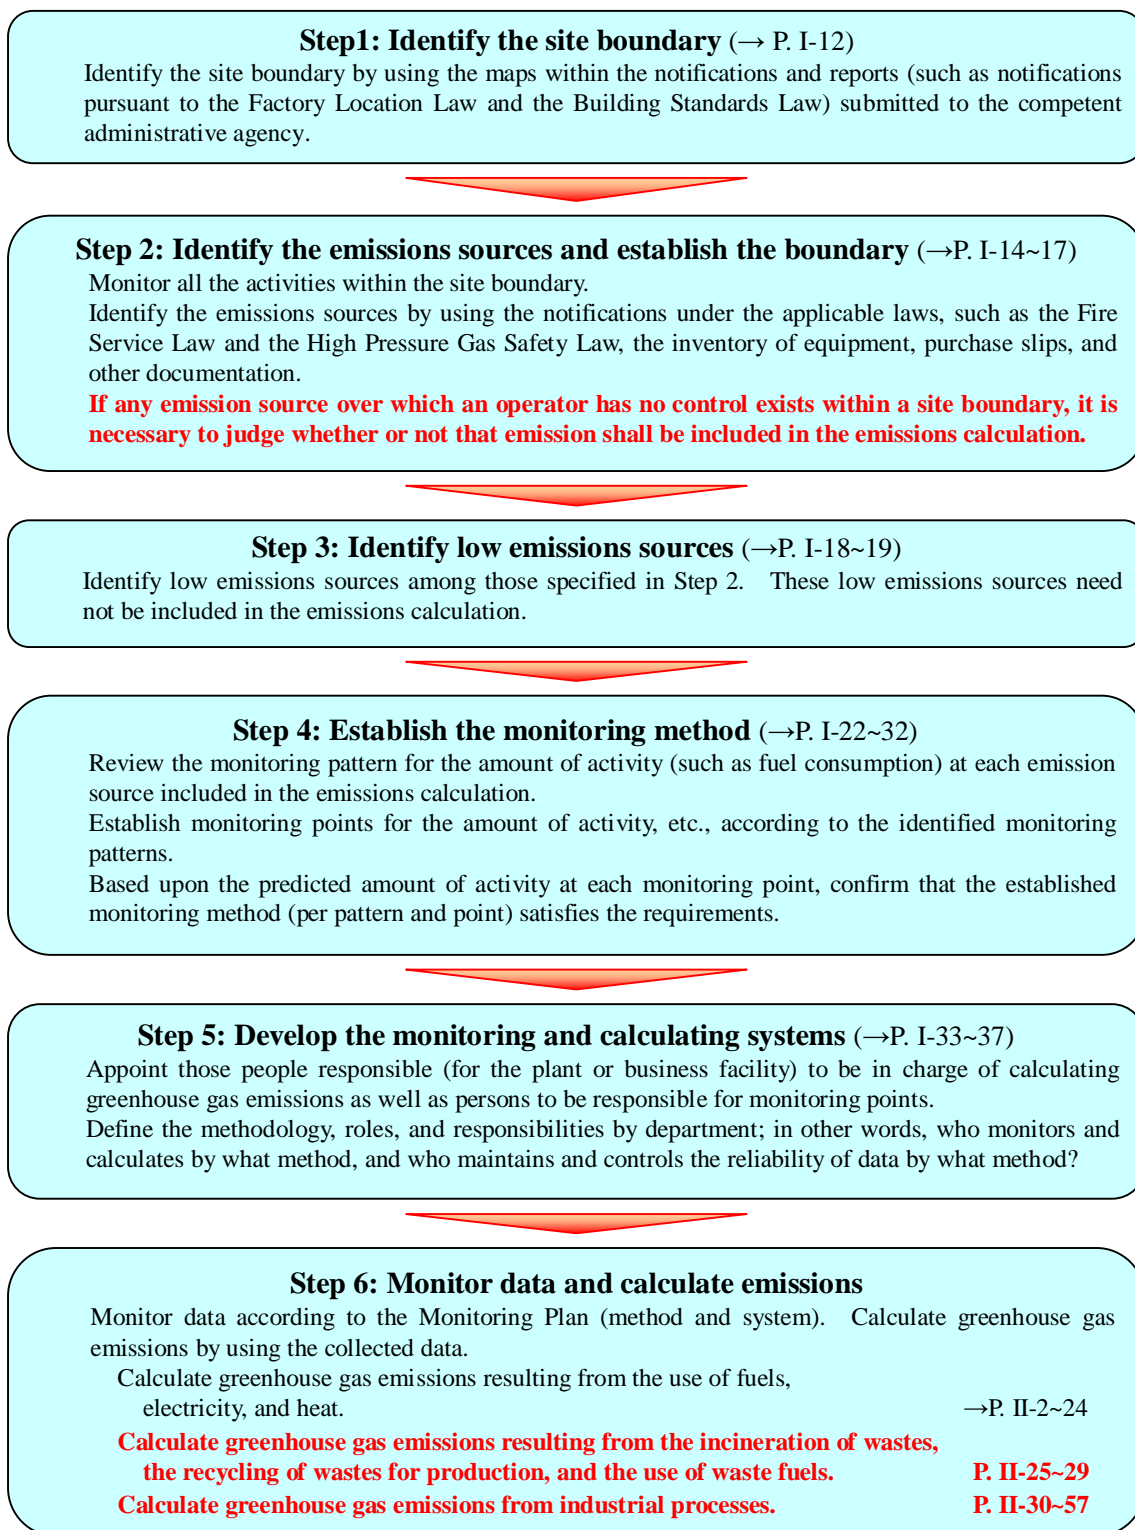 Step1: Identify the site boundary (→ P. I-12)
Identify the site boundary by using the maps within the notifications and reports (such as notifications
pursuant to the Factory Location Law and the Building Standards Law) submitted to the competent
administrative agency.
Step 2: Identify the emissions sources and establish the boundary (→P. I-14~17)
Monitor all the activities within the site boundary.
Identify the emissions sources by using the notifications under the applicable laws, such as the Fire
Service Law and the High Pressure Gas Safety Law, the inventory of equipment, purchase slips, and
other documentation.
If any emission source over which an operator has no control exists within a site boundary, it is
necessary to judge whether or not that emission shall be included in the emissions calculation.
Step 3: Identify low emissions sources (→P. I-18~19)
Identify low emissions sources among those specified in Step 2. These low emissions sources need
not be included in the emissions calculation.
Step 4: Establish the monitoring method (→P. I-22~32)
Review the monitoring pattern for the amount of activity (such as fuel consumption) at each emission
source included in the emissions calculation.
Establish monitoring points for the amount of activity, etc., according to the identified monitoring
patterns.
Based upon the predicted amount of activity at each monitoring point, confirm that the established
monitoring method (per pattern and point) satisfies the requirements.
Step 5: Develop the monitoring and calculating systems (→P. I-33~37)
Appoint those people responsible (for the plant or business facility) to be in charge of calculating
greenhouse gas emissions as well as persons to be responsible for monitoring points.
Define the methodology, roles, and responsibilities by department; in other words, who monitors and
calculates by what method, and who maintains and controls the reliability of data by what method?
Step 6: Monitor data and calculate emissions
Monitor data according to the Monitoring Plan (method and system). Calculate greenhouse gas
emissions by using the collected data.
Calculate greenhouse gas emissions resulting from the use of fuels,
electricity, and heat. →P. II-2~24
Calculate greenhouse gas emissions resulting from the incineration of wastes,
the recycling of wastes for production, and the use of waste fuels. P. II-25~29
Calculate greenhouse gas emissions from industrial processes. P. II-30~57